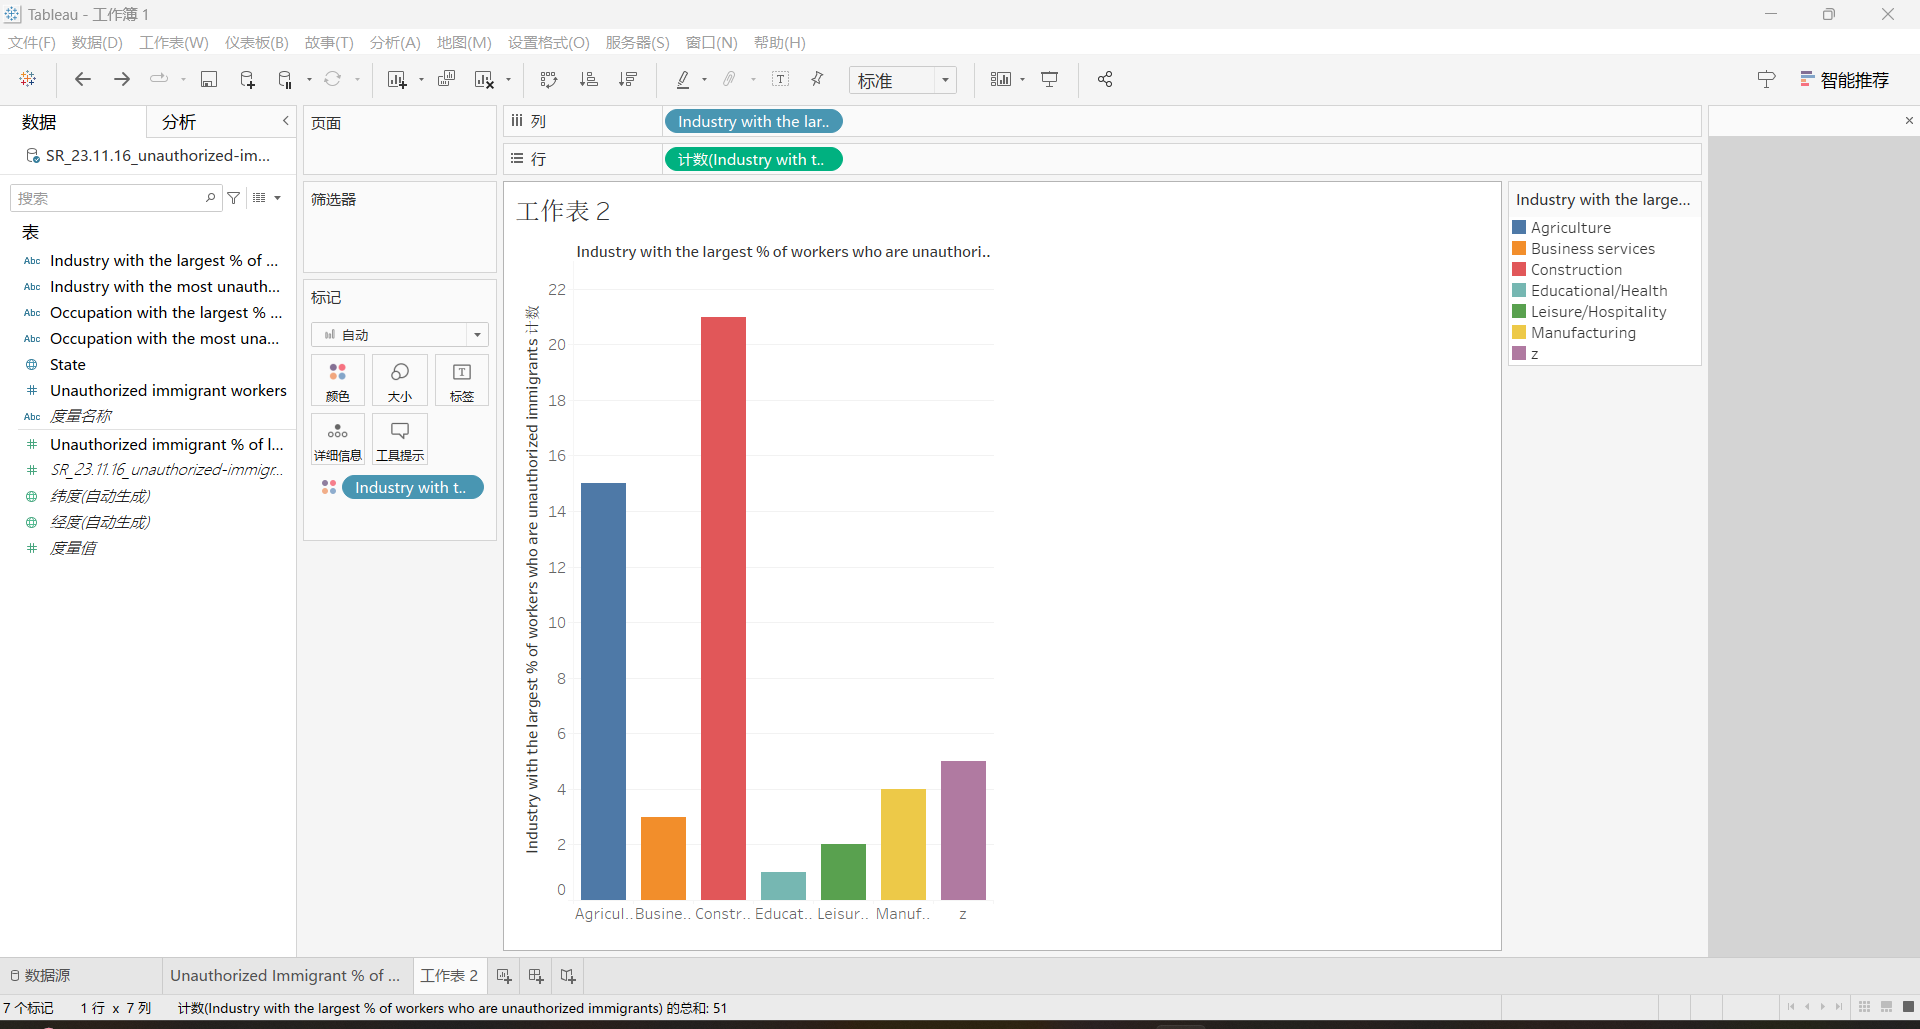 Tableau - 工作簿 1
文件(F) 数据(D) 工作表(W) 仪表板(B) 故事(T) 分析(A) 地图(M) 设置格式(O) 服务器(S) 窗口(N) 帮助(H)
标准
智能推荐
数据
分析
SR_23.11.16_unauthorized-im...
搜索
表
Abc Industry with the largest % of ...
Abc Industry with the most unauth...
Abc Occupation with the largest % ...
Abc Occupation with the most una...
State
# Unauthorized immigrant workers
Abc 度量名称
# Unauthorized immigrant % of l...
# SR_23.11.16_unauthorized-immigr...
纬度(自动生成)
经度(自动生成)
# 度量值
页面
筛选器
标记
自动
颜色
大小
T
标签
详细信息
工具提示
Industry with t..
列
Industry with the lar..
行
计数(Industry with t..
工作表 2
Industry with the largest % of workers who are unauthori..
Industry with the largest % of workers who are unauthorized immigrants 计数
22
20
18
16
14
12
10
8
6
4
2
0
Agricul.. Busine.. Constr.. Educat.. Leisur.. Manuf.. z
Industry with the large...
Agriculture
Business services
Construction
Educational/Health
Leisure/Hospitality
Manufacturing
z
数据源
Unauthorized Immigrant % of ...
工作表 2
7 个标记 1 行 x 7 列 计数(Industry with the largest % of workers who are unauthorized immigrants) 的总和: 51